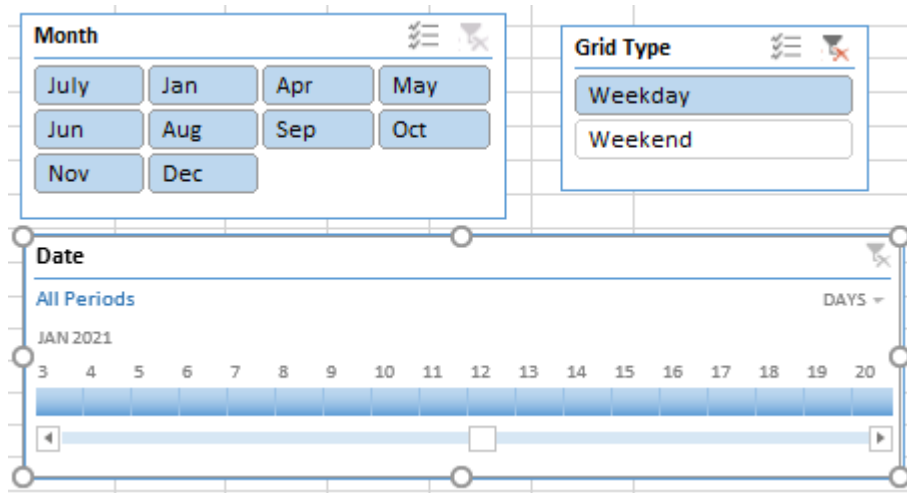 Month
July Jan Apr May
Jun Aug Sep Oct
Nov Dec
Grid Type
Weekday
Weekend
Date
All Periods DAYS
JAN 2021
3 4 5 6 7 8 9 10 11 12 13 14 15 16 17 18 19 20